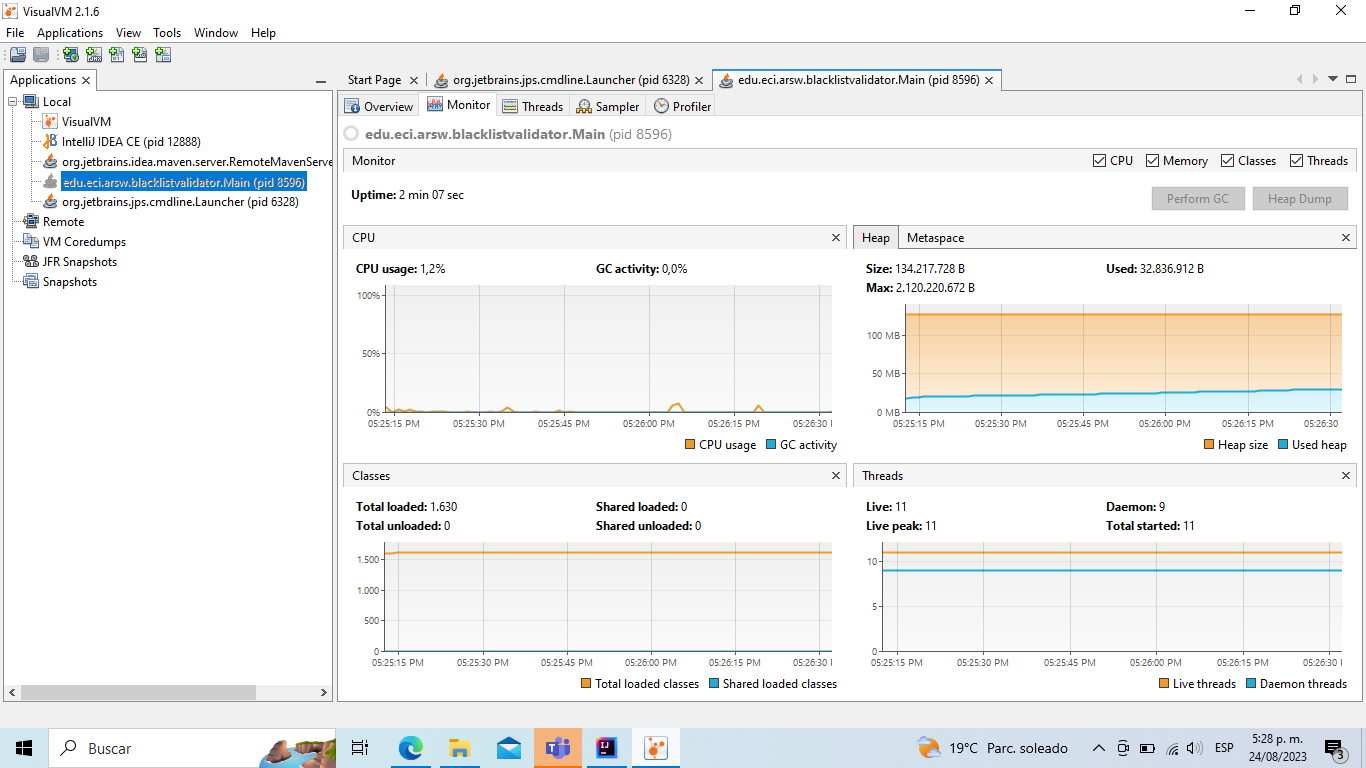 VisualVM 2.1.6
File Applications View Tools Window Help
Applications
Local
VisualVM
IntelliJ IDEA CE (pid 12888)
org.jetbrains.idea.maven.server.RemoteMavenServe
edu.eci.arsw.blacklistvalidator.Main (pid 8596)
org.jetbrains.jps.cmdline.Launcher (pid 6328)
Remote
VM Coredumps
JFR Snapshots
Snapshots
Start Page org.jetbrains.jps.cmdline.Launcher (pid 6328) edu.eci.arsw.blacklistvalidator.Main (pid 8596)
Overview Monitor Threads Sampler Profiler
edu.eci.arsw.blacklistvalidator.Main (pid 8596)
Monitor CPU Memory Classes Threads
Uptime: 2 min 07 sec Perform GC Heap Dump
CPU
CPU usage: 1,2% GC activity: 0,0%
100%
50%
0%
05:25:15 PM 05:25:30 PM 05:25:45 PM 05:26:00 PM 05:26:15 PM 05:26:30
CPU usage GC activity
Heap Metaspace
Size: 134.217.728 B Used: 32.836.912 B
Max: 2.120.220.672 B
100 MB
50 MB
0 MB
05:25:15 PM 05:25:30 PM 05:25:45 PM 05:26:00 PM 05:26:15 PM 05:26:30
Heap size Used heap
Classes
Total loaded: 1.630 Shared loaded: 0
Total unloaded: 0 Shared unloaded: 0
1.500
1.000
500
0
05:25:15 PM 05:25:30 PM 05:25:45 PM 05:26:00 PM 05:26:15 PM 05:26:30
Total loaded classes Shared loaded classes
Threads
Live: 11 Daemon: 9
Live peak: 11 Total started: 11
10
5
0
05:25:15 PM 05:25:30 PM 05:25:45 PM 05:26:00 PM 05:26:15 PM 05:26:30
Live threads Daemon threads
Buscar
19°C Parc. soleado
ESP
5:28 p. m.
24/08/2023
3